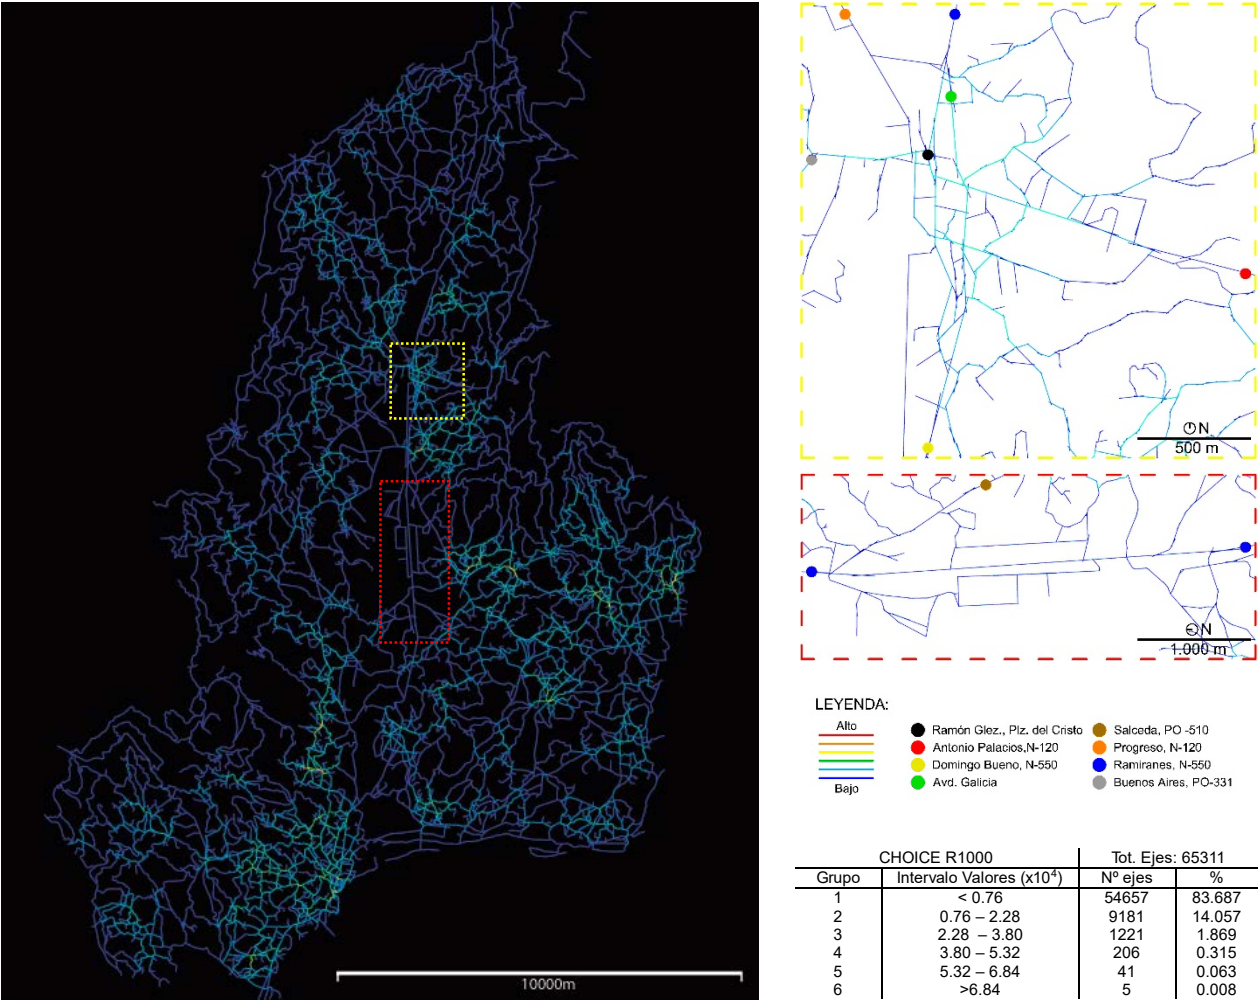 10000m
N
500 m
N
1.000 m
LEYENDA:
Alto
Bajo
Ramón Glez., Plz. del Cristo
Antonio Palacios,N-120
Domingo Bueno, N-550
Avd. Galicia
Salceda, PO -510
Progreso, N-120
Ramiranes, N-550
Buenos Aires, PO-331
CHOICE R1000 Tot. Ejes: 65311
Grupo Intervalo Valores (x10⁴) Nº ejes %
1 < 0.76 54657 83.687
2 0.76 – 2.28 9181 14.057
3 2.28 – 3.80 1221 1.869
4 3.80 – 5.32 206 0.315
5 5.32 – 6.84 41 0.063
6 >6.84 5 0.008